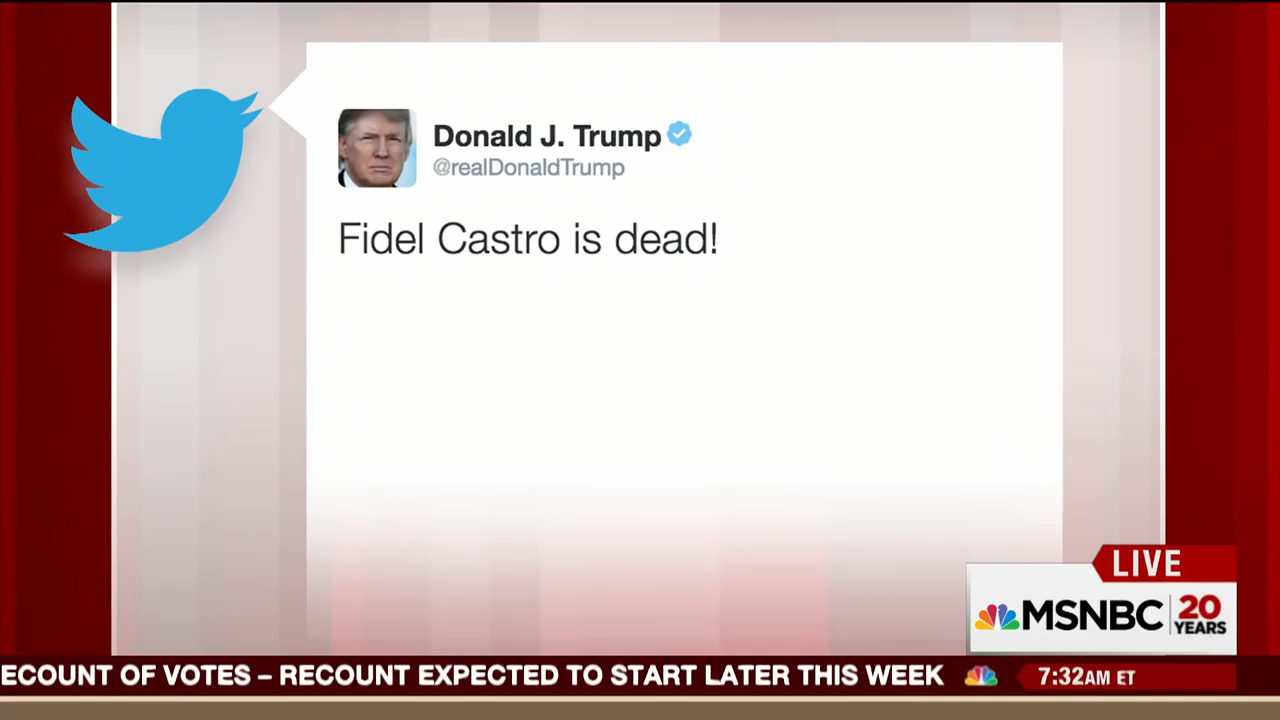 Donald J. Trump
@realDonaldTrump
Fidel Castro is dead!
LIVE
MSNBC 20 YEARS
ECOUNT OF VOTES – RECOUNT EXPECTED TO START LATER THIS WEEK
7:32AM ET